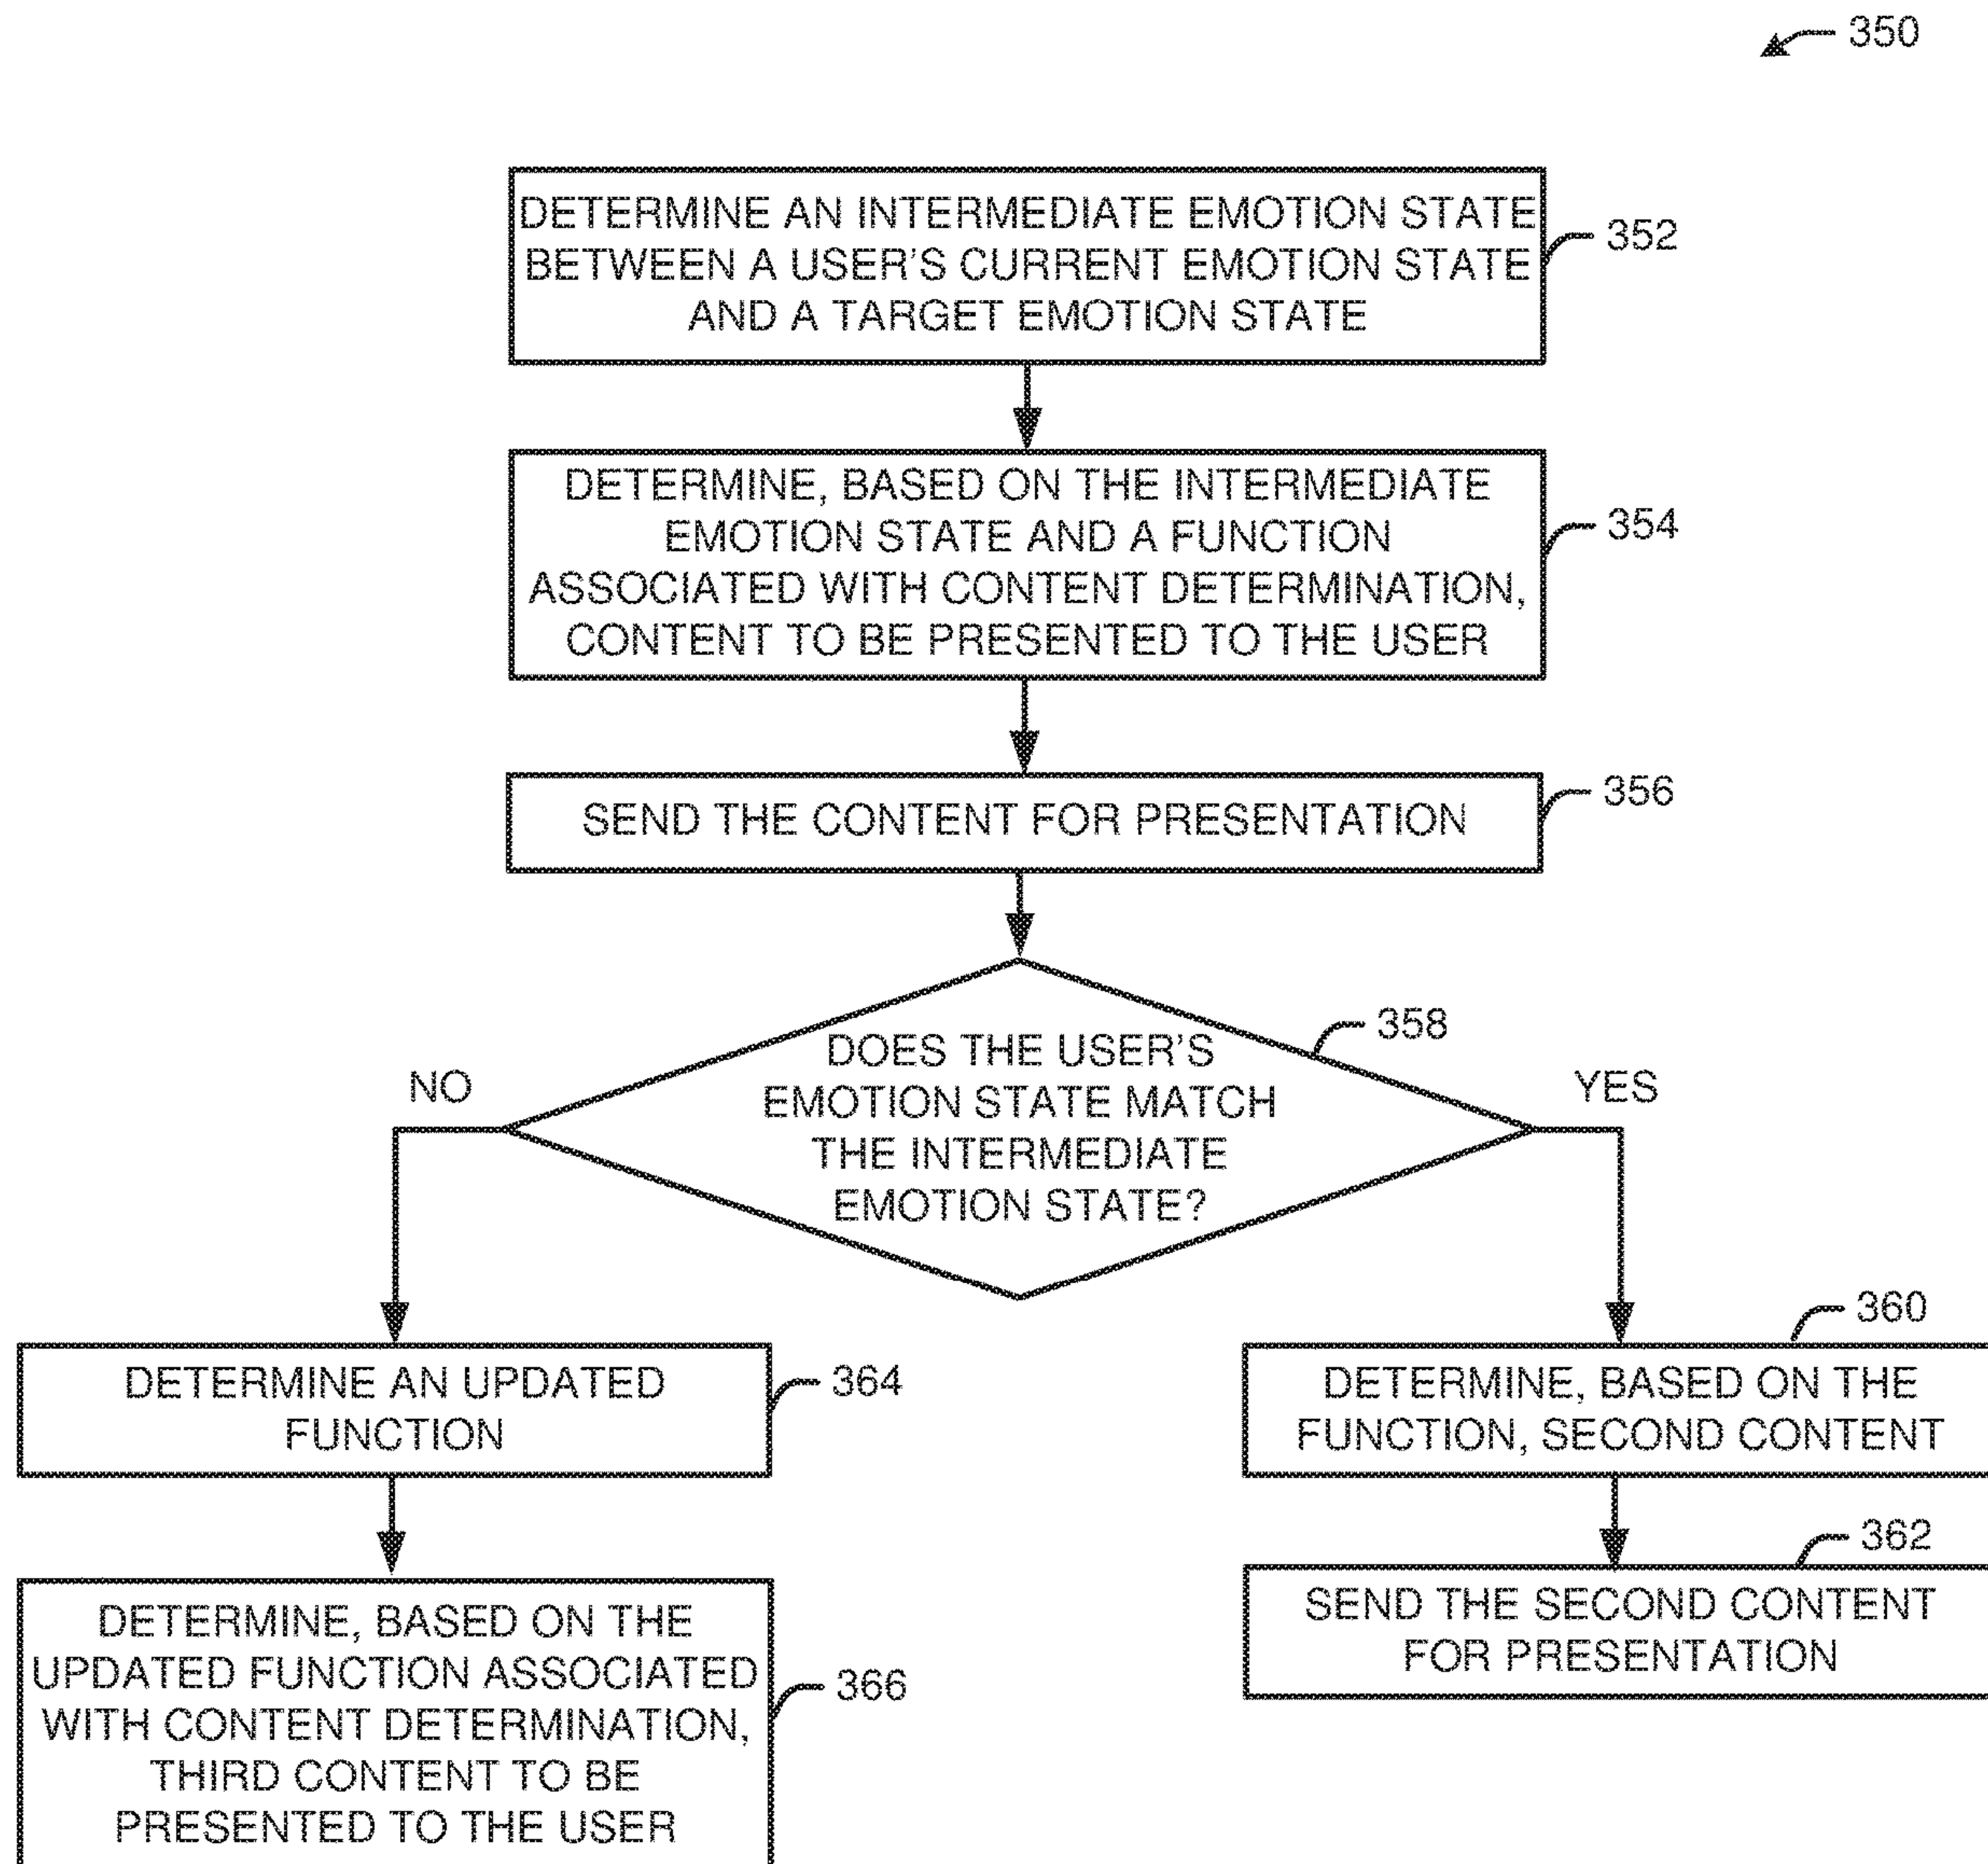 350
DETERMINE AN INTERMEDIATE EMOTION STATE
BETWEEN A USER'S CURRENT EMOTION STATE
AND A TARGET EMOTION STATE
352
DETERMINE, BASED ON THE INTERMEDIATE
EMOTION STATE AND A FUNCTION
ASSOCIATED WITH CONTENT DETERMINATION,
CONTENT TO BE PRESENTED TO THE USER
354
SEND THE CONTENT FOR PRESENTATION
356
DOES THE USER'S
EMOTION STATE MATCH
THE INTERMEDIATE
EMOTION STATE?
358
NO
YES
DETERMINE AN UPDATED
FUNCTION
364
DETERMINE, BASED ON THE
UPDATED FUNCTION ASSOCIATED
WITH CONTENT DETERMINATION,
THIRD CONTENT TO BE
PRESENTED TO THE USER
366
360
DETERMINE, BASED ON THE
FUNCTION, SECOND CONTENT
362
SEND THE SECOND CONTENT
FOR PRESENTATION